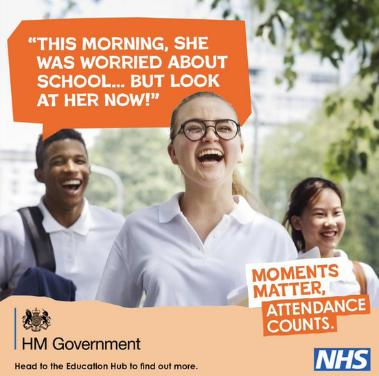 “THIS MORNING, SHE
WAS WORRIED ABOUT
SCHOOL... BUT LOOK
AT HER NOW!”
MOMENTS
MATTER,
ATTENDANCE
COUNTS.
HM Government
Head to the Education Hub to find out more.
NHS